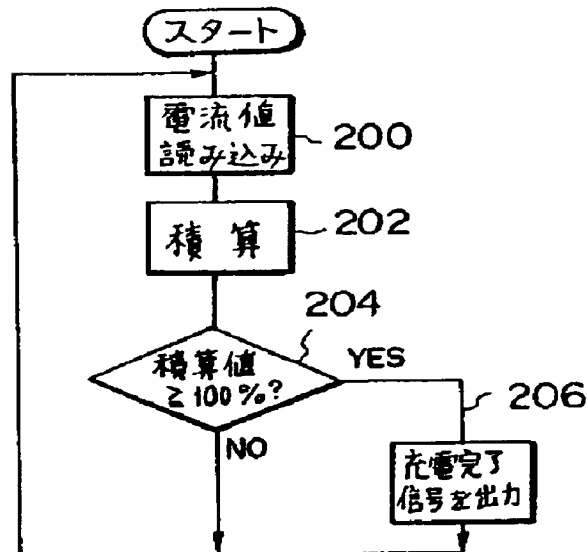 スタート
電流値
読み込み
200
積算
202
204
積算値
≥100%?
YES
206
NO
充電完了
信号を出力